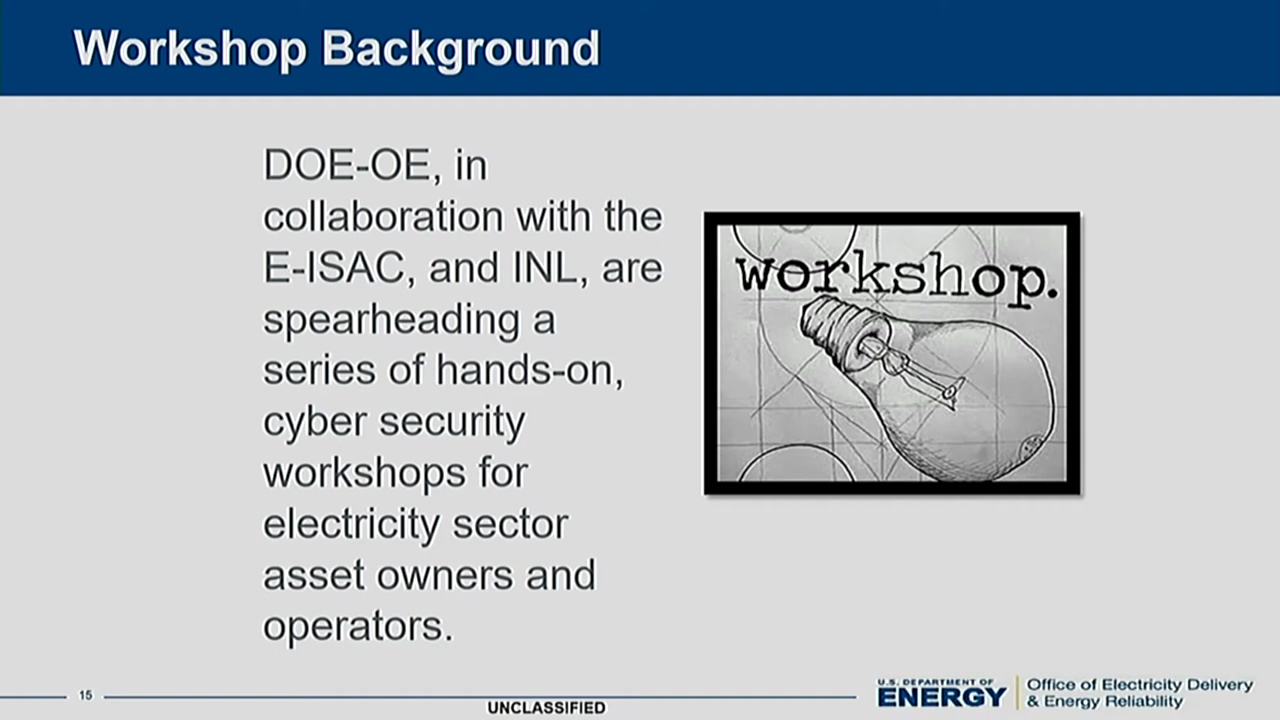 Workshop Background
DOE-OE, in
collaboration with the
E-ISAC, and INL, are
spearheading a
series of hands-on,
cyber security
workshops for
electricity sector
asset owners and
operators.
workshop.
15
UNCLASSIFIED
U.S. DEPARTMENT OF
ENERGY
Office of Electricity Delivery
& Energy Reliability